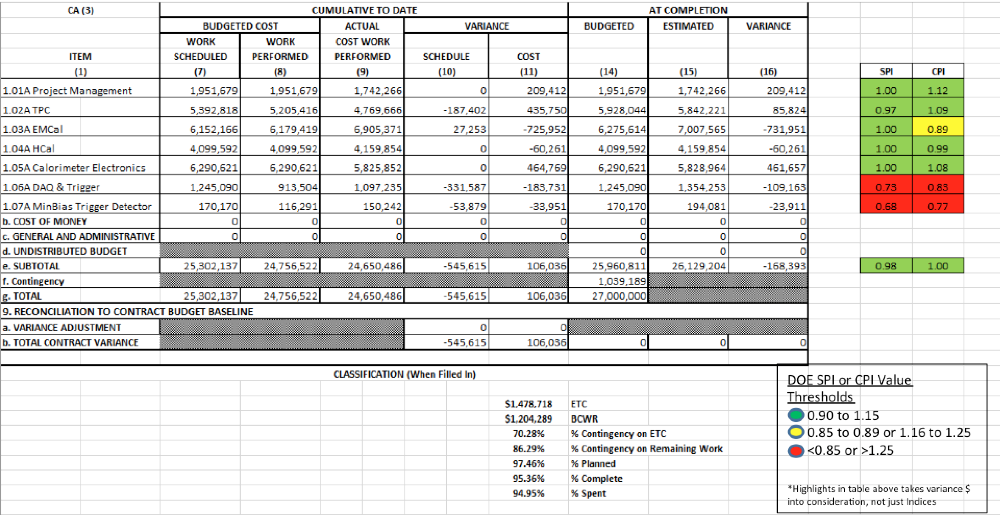 CA (3) CUMULATIVE TO DATE AT COMPLETION
BUDGETED COST ACTUAL VARIANCE BUDGETED ESTIMATED VARIANCE
WORK WORK COST WORK
ITEM SCHEDULED PERFORMED PERFORMED SCHEDULE COST
(1) (7) (8) (9) (10) (11) (14) (15) (16) SPI CPI
1.01A Project Management 1,951,679 1,951,679 1,742,266 0 209,412 1,951,679 1,742,266 209,412 1.00 1.12
1.02A TPC 5,392,818 5,205,416 4,769,666 -187,402 435,750 5,928,044 5,842,221 85,824 0.97 1.09
1.03A EMCal 6,152,166 6,179,419 6,905,371 27,253 -725,952 6,275,614 7,007,565 -731,951 1.00 0.89
1.04A HCal 4,099,592 4,099,592 4,159,854 0 -60,261 4,099,592 4,159,854 -60,261 1.00 0.99
1.05A Calorimeter Electronics 6,290,621 6,290,621 5,825,852 0 464,769 6,290,621 5,828,964 461,657 1.00 1.08
1.06A DAQ & Trigger 1,245,090 913,504 1,097,235 -331,587 -183,731 1,245,090 1,354,253 -109,163 0.73 0.83
1.07A MinBias Trigger Detector 170,170 116,291 150,242 -53,879 -33,951 170,170 194,081 -23,911 0.68 0.77
b. COST OF MONEY 0 0 0 0 0 0 0 0
c. GENERAL AND ADMINISTRATIVE 0 0 0 0 0 0 0 0
d. UNDISTRIBUTED BUDGET 0 0 0
e. SUBTOTAL 25,302,137 24,756,522 24,650,486 -545,615 106,036 25,960,811 26,129,204 -168,393 0.98 1.00
f. Contingency 1,039,189
g. TOTAL 25,302,137 24,756,522 24,650,486 -545,615 106,036 27,000,000
9. RECONCILIATION TO CONTRACT BUDGET BASELINE
a. VARIANCE ADJUSTMENT 0 0
b. TOTAL CONTRACT VARIANCE -545,615 106,036 0 0 0
CLASSIFICATION (When Filled In)
$1,478,718 ETC
$1,204,289 BCWR
70.28% % Contingency on ETC
86.29% % Contingency on Remaining Work
97.46% % Planned
95.36% % Complete
94.95% % Spent
DOE SPI or CPI Value
Thresholds
0.90 to 1.15
0.85 to 0.89 or 1.16 to 1.25
<0.85 or >1.25
*Highlights in table above takes variance $
into consideration, not just Indices